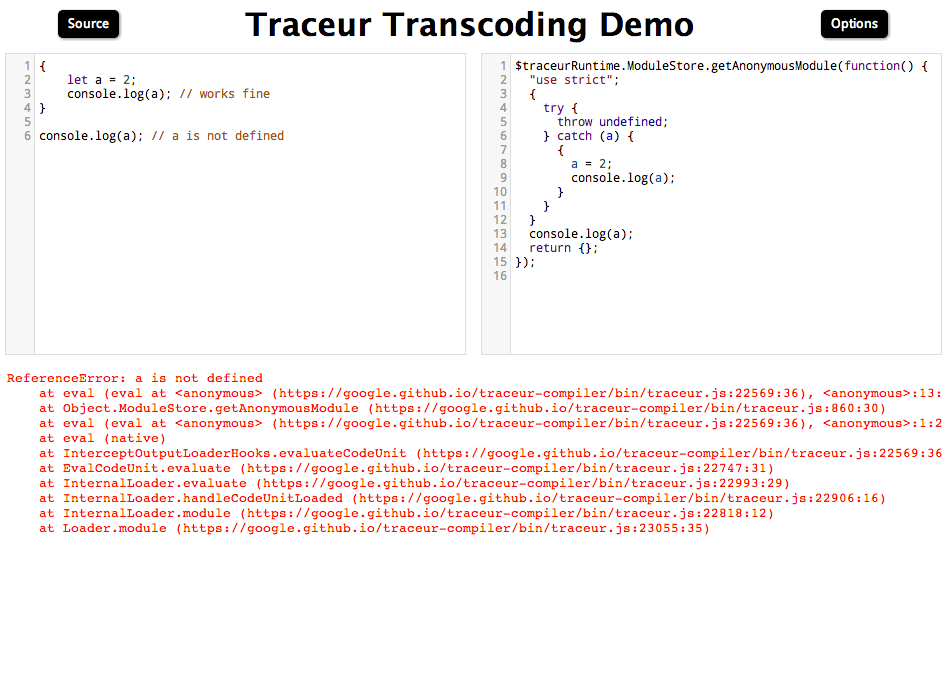 Source
Traceur Transcoding Demo
Options
1 {
2     let a = 2;
3     console.log(a); // works fine
4 }
5
6 console.log(a); // a is not defined
1 $traceurRuntime.ModuleStore.getAnonymousModule(function() {
2   "use strict";
3   {
4     try {
5       throw undefined;
6     } catch (a) {
7       {
8         a = 2;
9         console.log(a);
10       }
11     }
12   }
13   console.log(a);
14   return {};
15 });
16
ReferenceError: a is not defined
    at eval (eval at <anonymous> (https://google.github.io/traceur-compiler/bin/traceur.js:22569:36), <anonymous>:13:
    at Object.ModuleStore.getAnonymousModule (https://google.github.io/traceur-compiler/bin/traceur.js:860:30)
    at eval (eval at <anonymous> (https://google.github.io/traceur-compiler/bin/traceur.js:22569:36), <anonymous>:1:2
    at eval (native)
    at InterceptOutputLoaderHooks.evaluateCodeUnit (https://google.github.io/traceur-compiler/bin/traceur.js:22569:36
    at EvalCodeUnit.evaluate (https://google.github.io/traceur-compiler/bin/traceur.js:22747:31)
    at InternalLoader.evaluate (https://google.github.io/traceur-compiler/bin/traceur.js:22993:29)
    at InternalLoader.handleCodeUnitLoaded (https://google.github.io/traceur-compiler/bin/traceur.js:22906:16)
    at InternalLoader.module (https://google.github.io/traceur-compiler/bin/traceur.js:22818:12)
    at Loader.module (https://google.github.io/traceur-compiler/bin/traceur.js:23055:35)